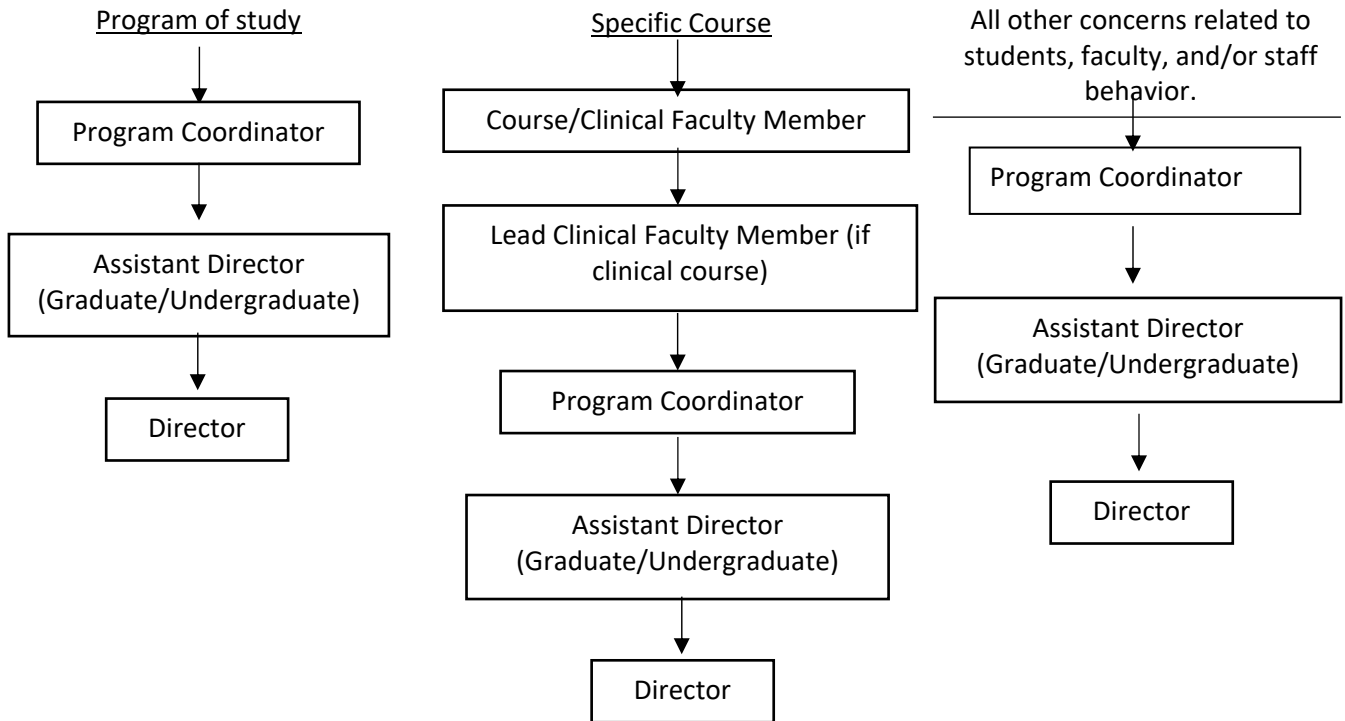 Program of study
Program Coordinator
Assistant Director
(Graduate/Undergraduate)
Director
Specific Course
Course/Clinical Faculty Member
Lead Clinical Faculty Member (if
clinical course)
Program Coordinator
Assistant Director
(Graduate/Undergraduate)
Director
All other concerns related to
students, faculty, and/or staff
behavior.
Program Coordinator
Assistant Director
(Graduate/Undergraduate)
Director